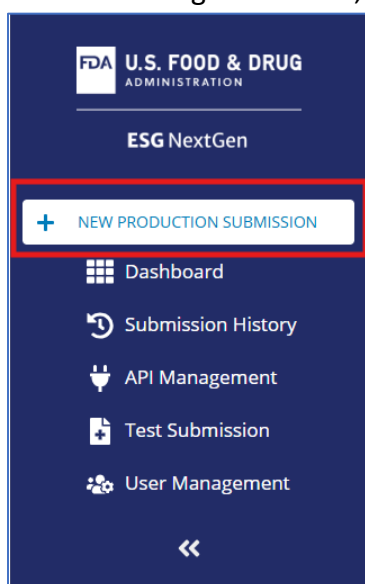 FDA U.S. FOOD & DRUG
ADMINISTRATION
ESG NextGen
+ NEW PRODUCTION SUBMISSION
Dashboard
Submission History
API Management
Test Submission
User Management
«